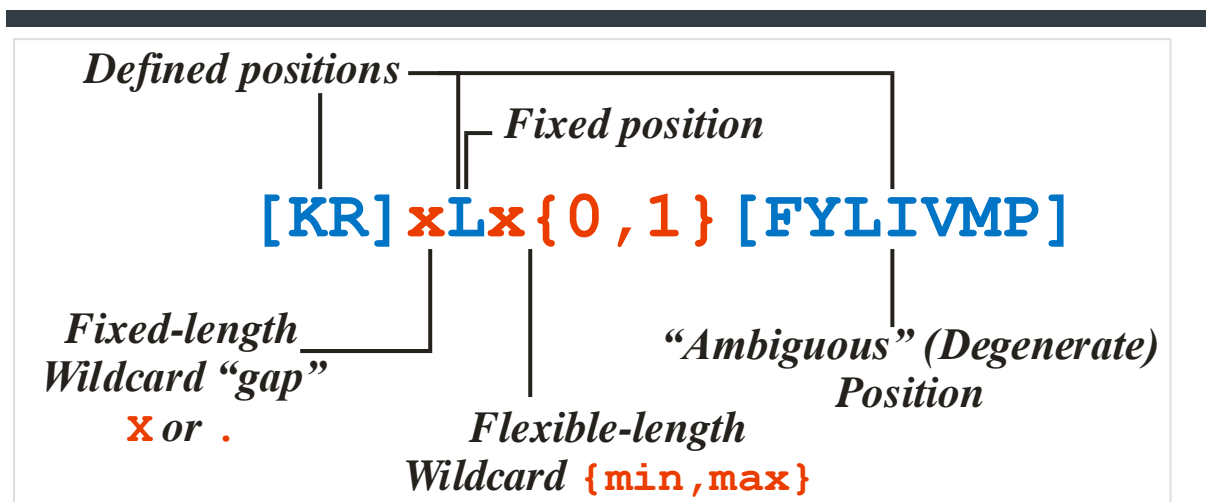 Defined positions
Fixed position
[KR]xLx{0,1}[FYLIVMP]
Fixed-length
Wildcard “gap”
x or .
“Ambiguous” (Degenerate)
Position
Flexible-length
Wildcard {min,max}